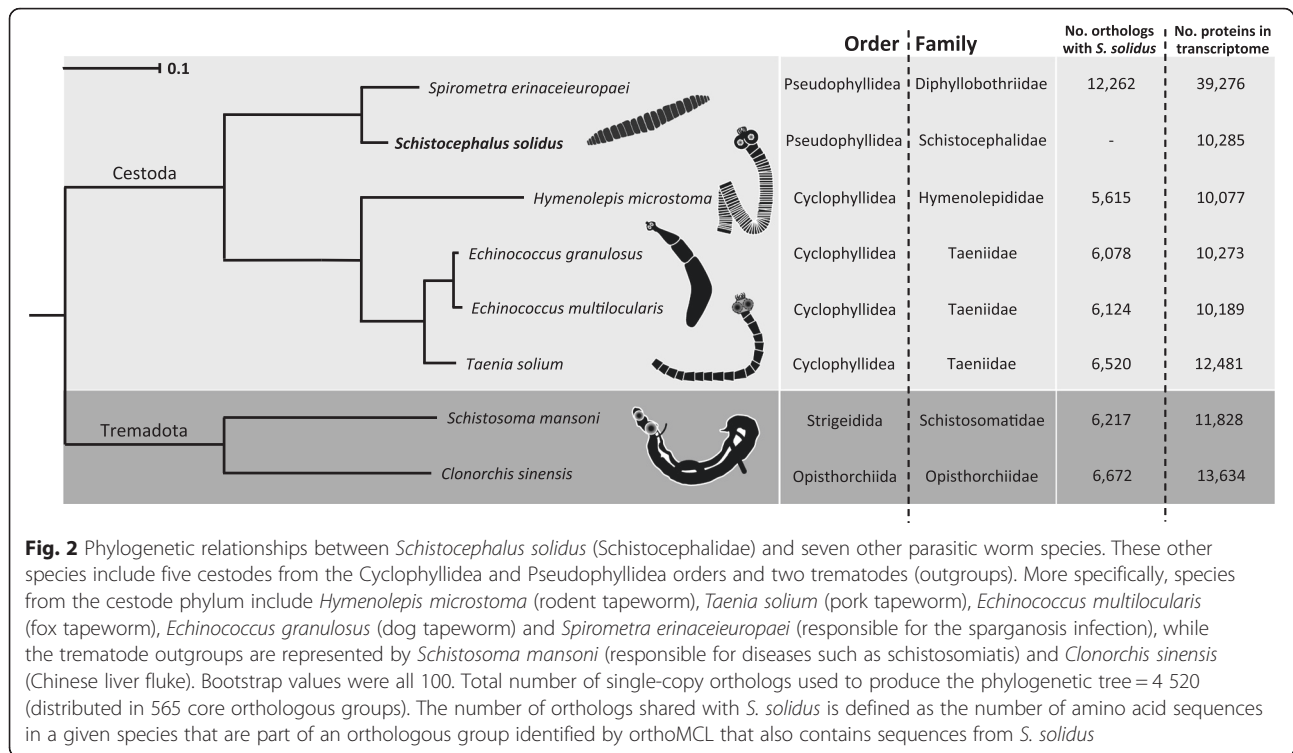 Order Family No. orthologs with S. solidus No. proteins in transcriptome
0.1
Spirometra erinaceieuropaei Pseudophyllidea Diphyllobothriidae 12,262 39,276
Schistocephalus solidus Pseudophyllidea Schistocephalidae - 10,285
Cestoda
Hymenolepis microstoma Cyclophyllidea Hymenolepididae 5,615 10,077
Echinococcus granulosus Cyclophyllidea Taeniidae 6,078 10,273
Echinococcus multilocularis Cyclophyllidea Taeniidae 6,124 10,189
Taenia solium Cyclophyllidea Taeniidae 6,520 12,481
Schistosoma mansoni Strigeidida Schistosomatidae 6,217 11,828
Tremadota
Clonorchis sinensis Opisthorchiida Opisthorchiidae 6,672 13,634
Fig. 2 Phylogenetic relationships between Schistocephalus solidus (Schistocephalidae) and seven other parasitic worm species. These other
species include five cestodes from the Cyclophyllidea and Pseudophyllidea orders and two trematodes (outgroups). More specifically, species
from the cestode phylum include Hymenolepis microstoma (rodent tapeworm), Taenia solium (pork tapeworm), Echinococcus multilocularis
(fox tapeworm), Echinococcus granulosus (dog tapeworm) and Spirometra erinaceieuropaei (responsible for the sparganosis infection), while
the trematode outgroups are represented by Schistosoma mansoni (responsible for diseases such as schistosomiatis) and Clonorchis sinensis
(Chinese liver fluke). Bootstrap values were all 100. Total number of single-copy orthologs used to produce the phylogenetic tree = 4 520
(distributed in 565 core orthologous groups). The number of orthologs shared with S. solidus is defined as the number of amino acid sequences
in a given species that are part of an orthologous group identified by orthoMCL that also contains sequences from S. solidus